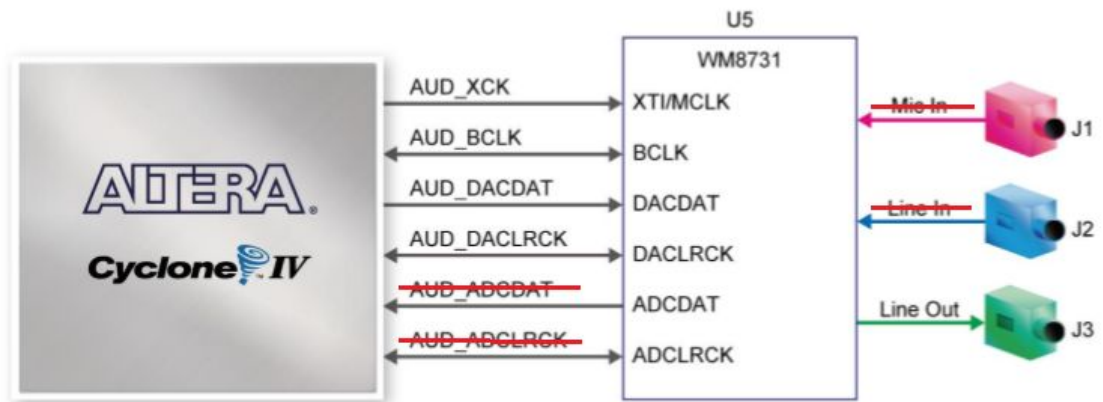 U5
WM8731
AUD_XCK
XTI/MCLK
Mic In
J1
AUD_BCLK
BCLK
ALTERA.
AUD_DACDAT
DACDAT
Line In
J2
AUD_DACLRCK
DACLRCK
Cyclone IV
AUD_ADCDAT
ADCDAT
Line Out
J3
AUD_ADCLRCK
ADCLRCK